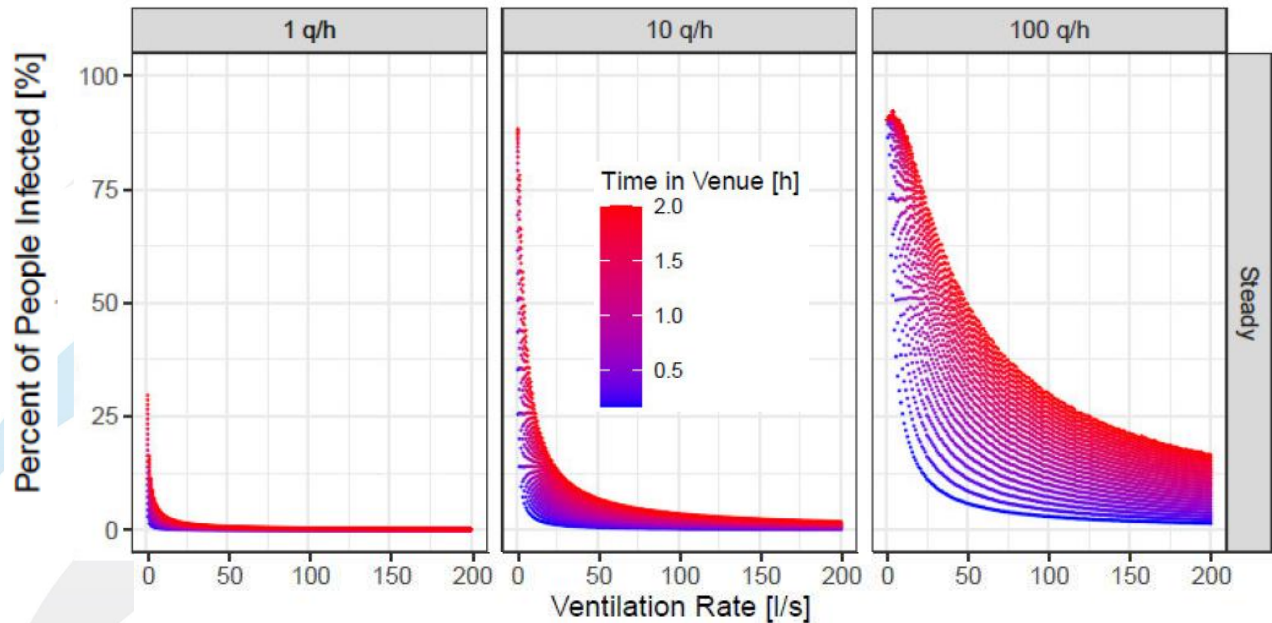 1 q/h
10 q/h
100 q/h
Percent of People Infected [%]
100
75
50
25
0
Time in Venue [h]
2.0
1.5
1.0
0.5
Steady
0 50 100 150 200
0 50 100 150 200
0 50 100 150 200
Ventilation Rate [l/s]